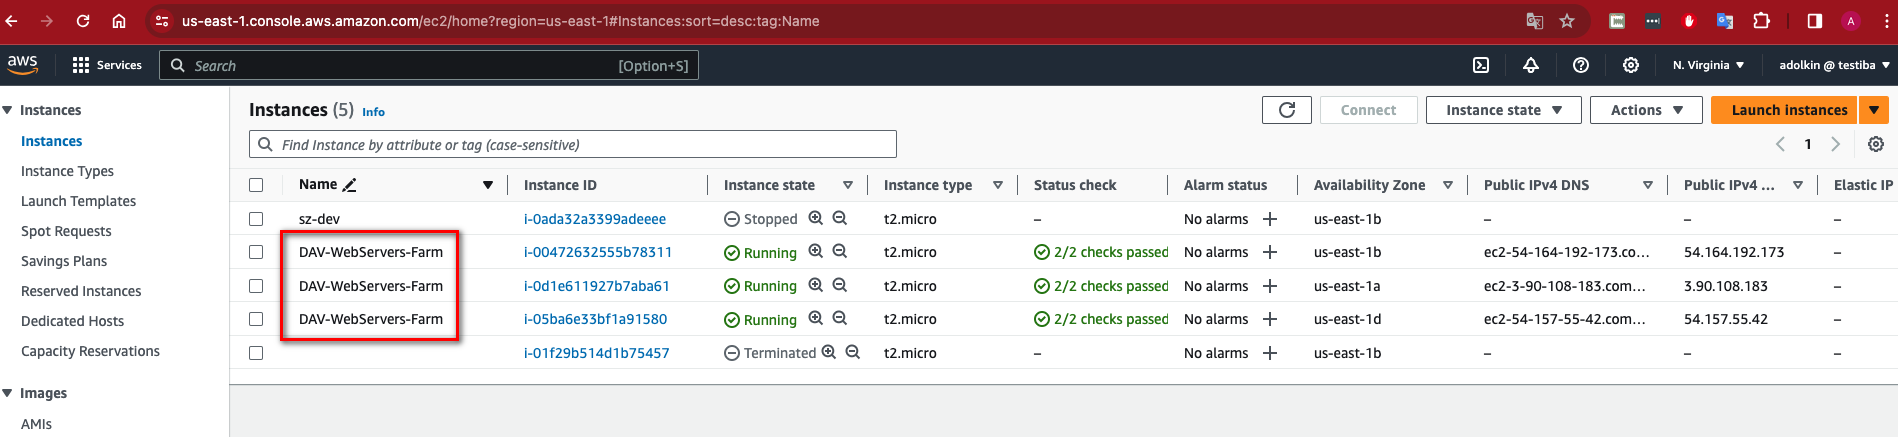 us-east-1.console.aws.amazon.com/ec2/home?region=us-east-1#Instances:sort=desc:tag:Name
A
aws Services Search [Option+S] N. Virginia ▼ adolkin @ testiba ▼
Instances
Instances
Instance Types
Launch Templates
Spot Requests
Savings Plans
Reserved Instances
Dedicated Hosts
Capacity Reservations
Images
AMIs
Instances (5) Info
Connect Instance state ▼ Actions ▼ Launch instances ▼
Find Instance by attribute or tag (case-sensitive)
1
Name Instance ID Instance state Instance type Status check Alarm status Availability Zone Public IPv4 DNS Public IPv4 ... Elastic IP
sz-dev i-0ada32a3399adeeee Stopped t2.micro – No alarms + us-east-1b – – –
DAV-WebServers-Farm i-00472632555b78311 Running t2.micro 2/2 checks passed No alarms + us-east-1b ec2-54-164-192-173.co... 54.164.192.173 –
DAV-WebServers-Farm i-0d1e611927b7aba61 Running t2.micro 2/2 checks passed No alarms + us-east-1a ec2-3-90-108-183.com... 3.90.108.183 –
DAV-WebServers-Farm i-05ba6e33bf1a91580 Running t2.micro 2/2 checks passed No alarms + us-east-1d ec2-54-157-55-42.com... 54.157.55.42 –
i-01f29b514d1b75457 Terminated t2.micro – No alarms + us-east-1b – – –